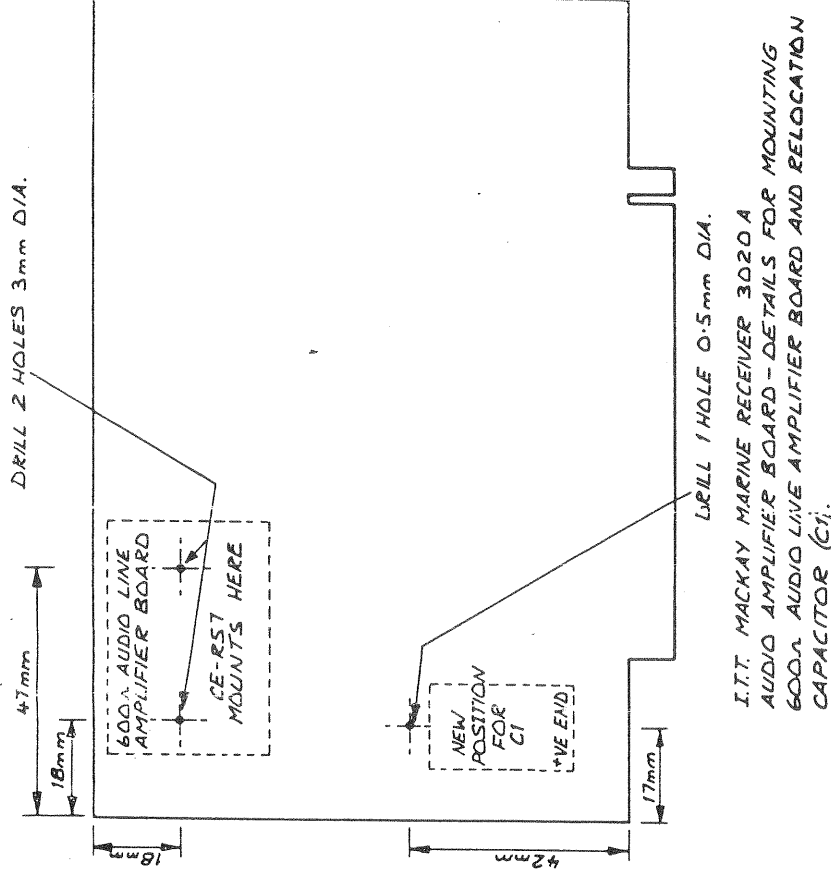 DRILL 2 HOLES 3mm DIA.
47mm
18mm
18mm
600Ω AUDIO LINE
AMPLIFIER BOARD
CE-RS7
MOUNTS HERE
NEW
POSITION
FOR
C1
+VE END
17mm
42mm
DRILL 1 HOLE 0.5mm DIA.
I.T.T. MACKAY MARINE RECEIVER 3020A
AUDIO AMPLIFIER BOARD - DETAILS FOR MOUNTING
600Ω AUDIO LINE AMPLIFIER BOARD AND RELOCATION
CAPACITOR (C1).